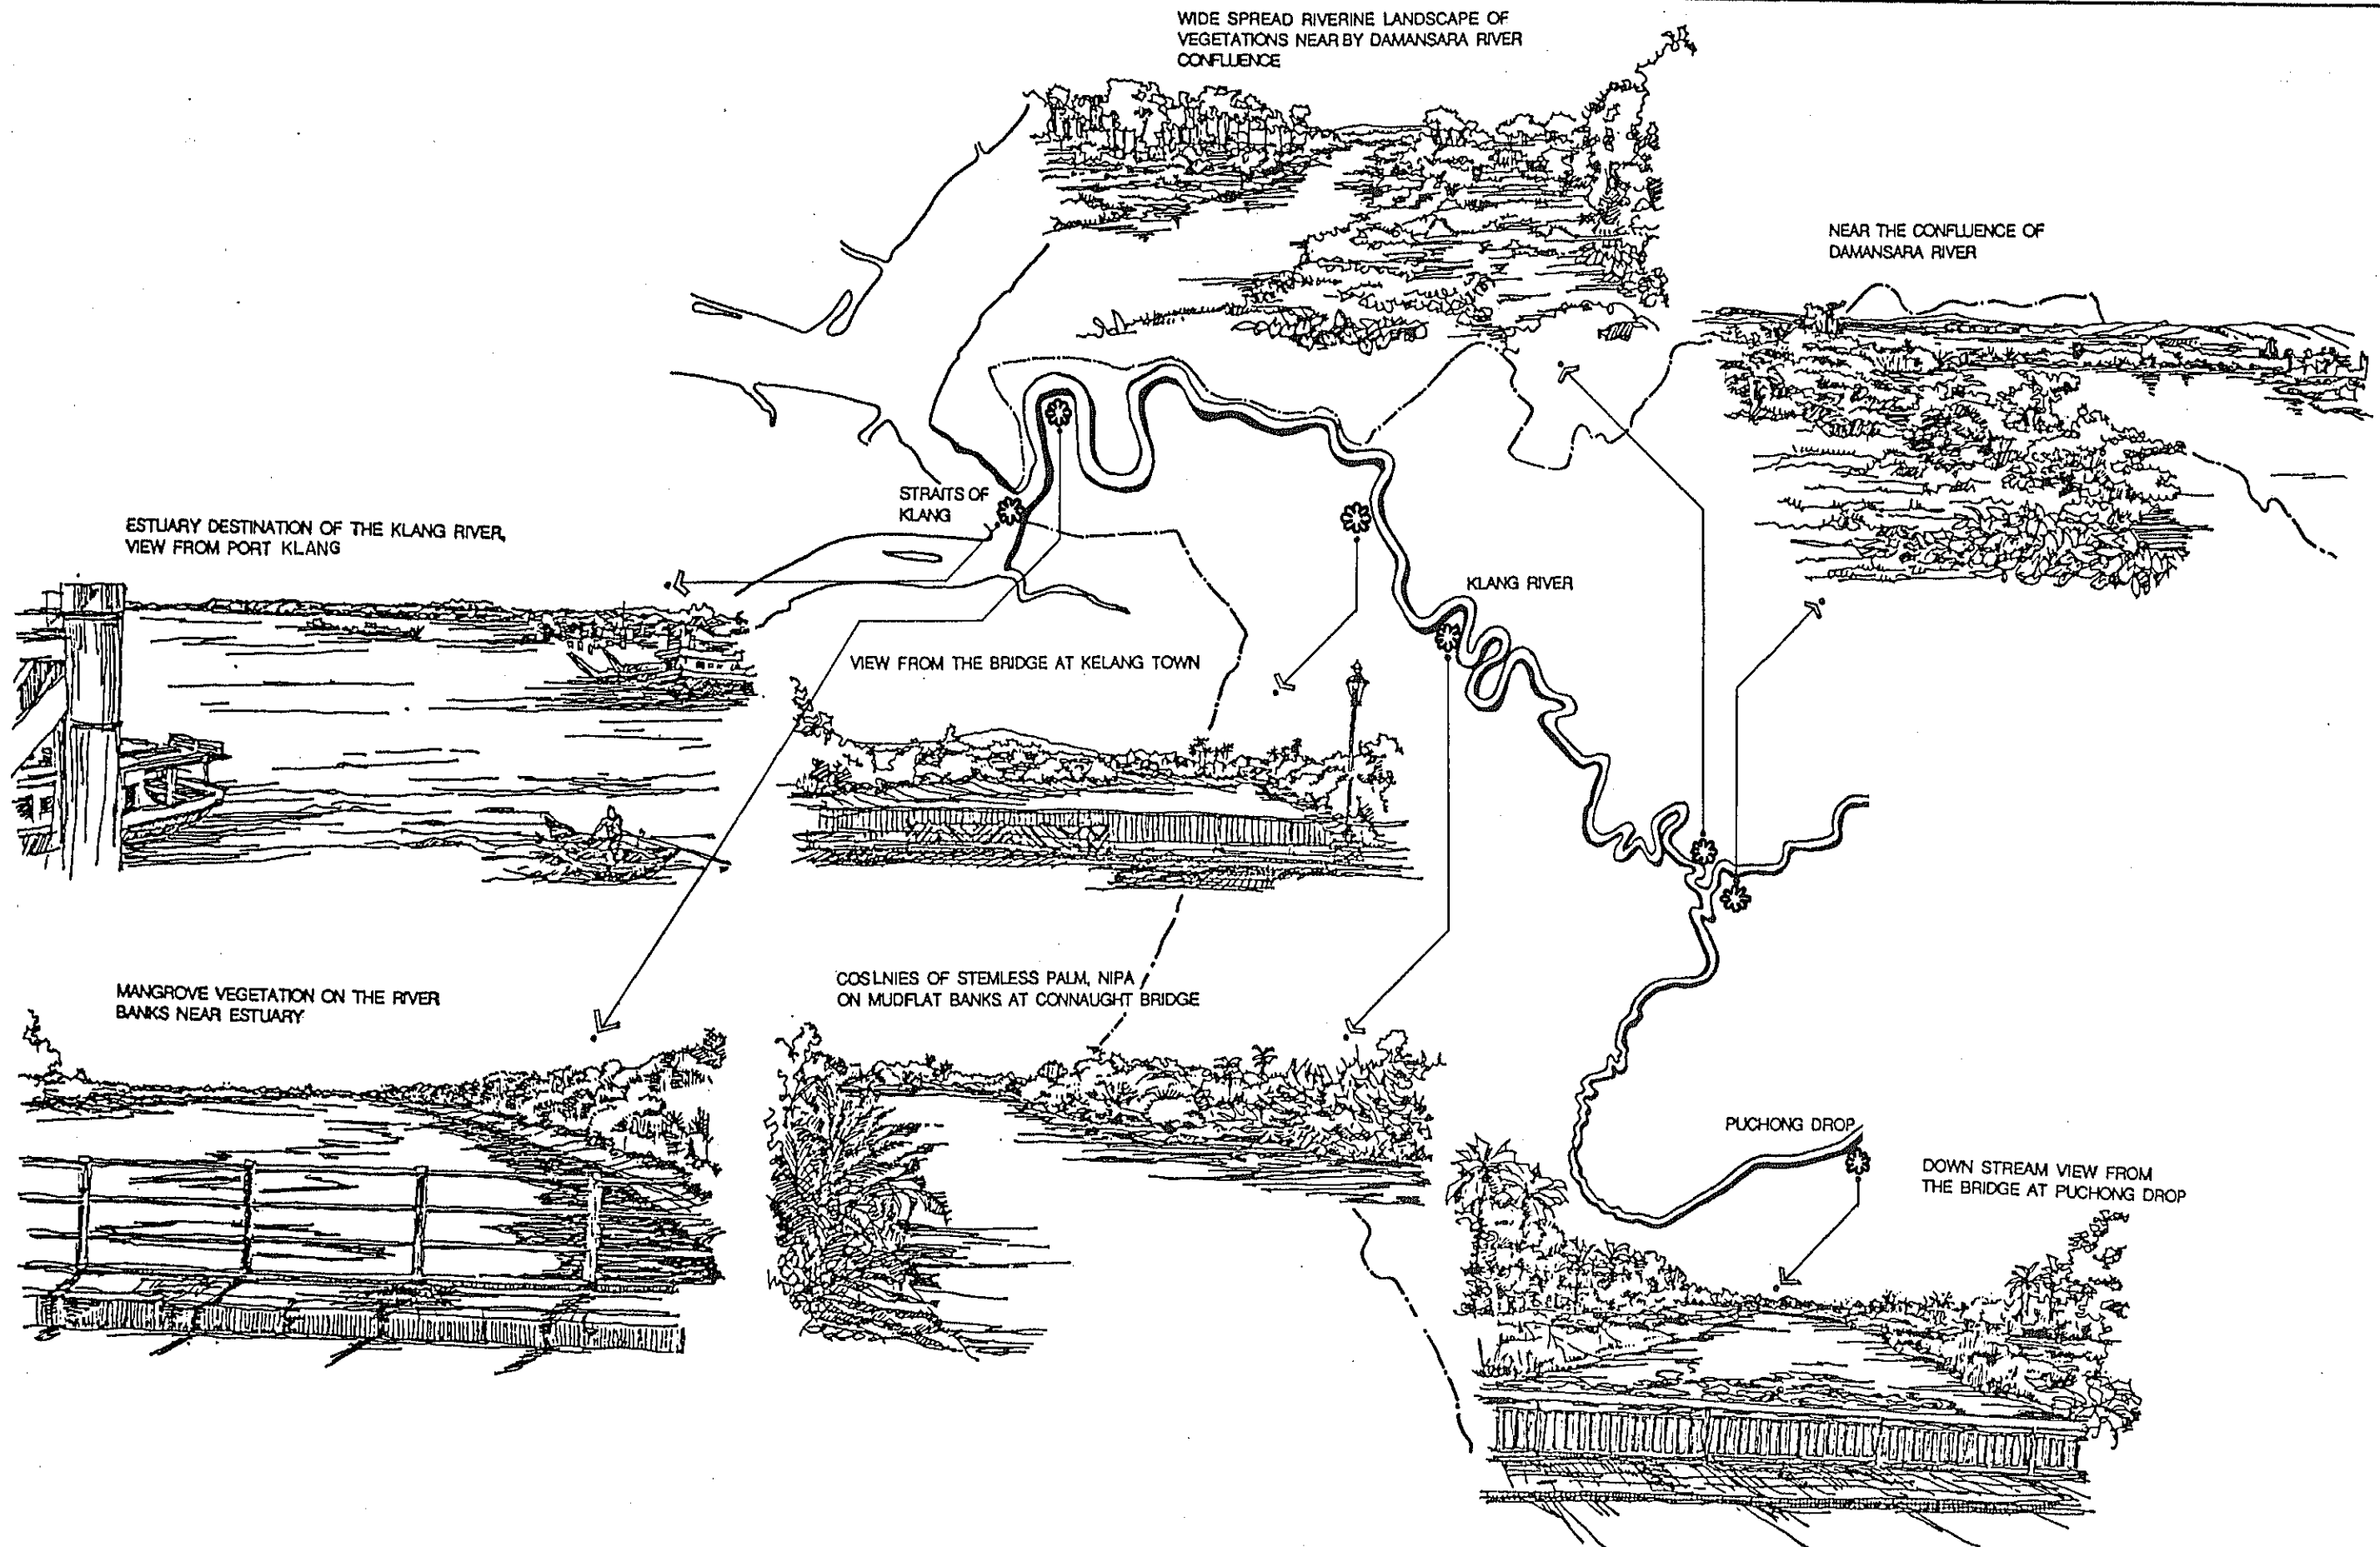 WIDE SPREAD RIVERINE LANDSCAPE OF
VEGETATIONS NEAR BY DAMANSARA RIVER
CONFLUENCE
NEAR THE CONFLUENCE OF
DAMANSARA RIVER
STRAITS OF
KLANG
ESTUARY DESTINATION OF THE KLANG RIVER,
VIEW FROM PORT KLANG
KLANG RIVER
VIEW FROM THE BRIDGE AT KELANG TOWN
MANGROVE VEGETATION ON THE RIVER
BANKS NEAR ESTUARY
COSLNIES OF STEMLESS PALM, NIPA
ON MUDFLAT BANKS AT CONNAUGHT BRIDGE
PUCHONG DROP
DOWN STREAM VIEW FROM
THE BRIDGE AT PUCHONG DROP